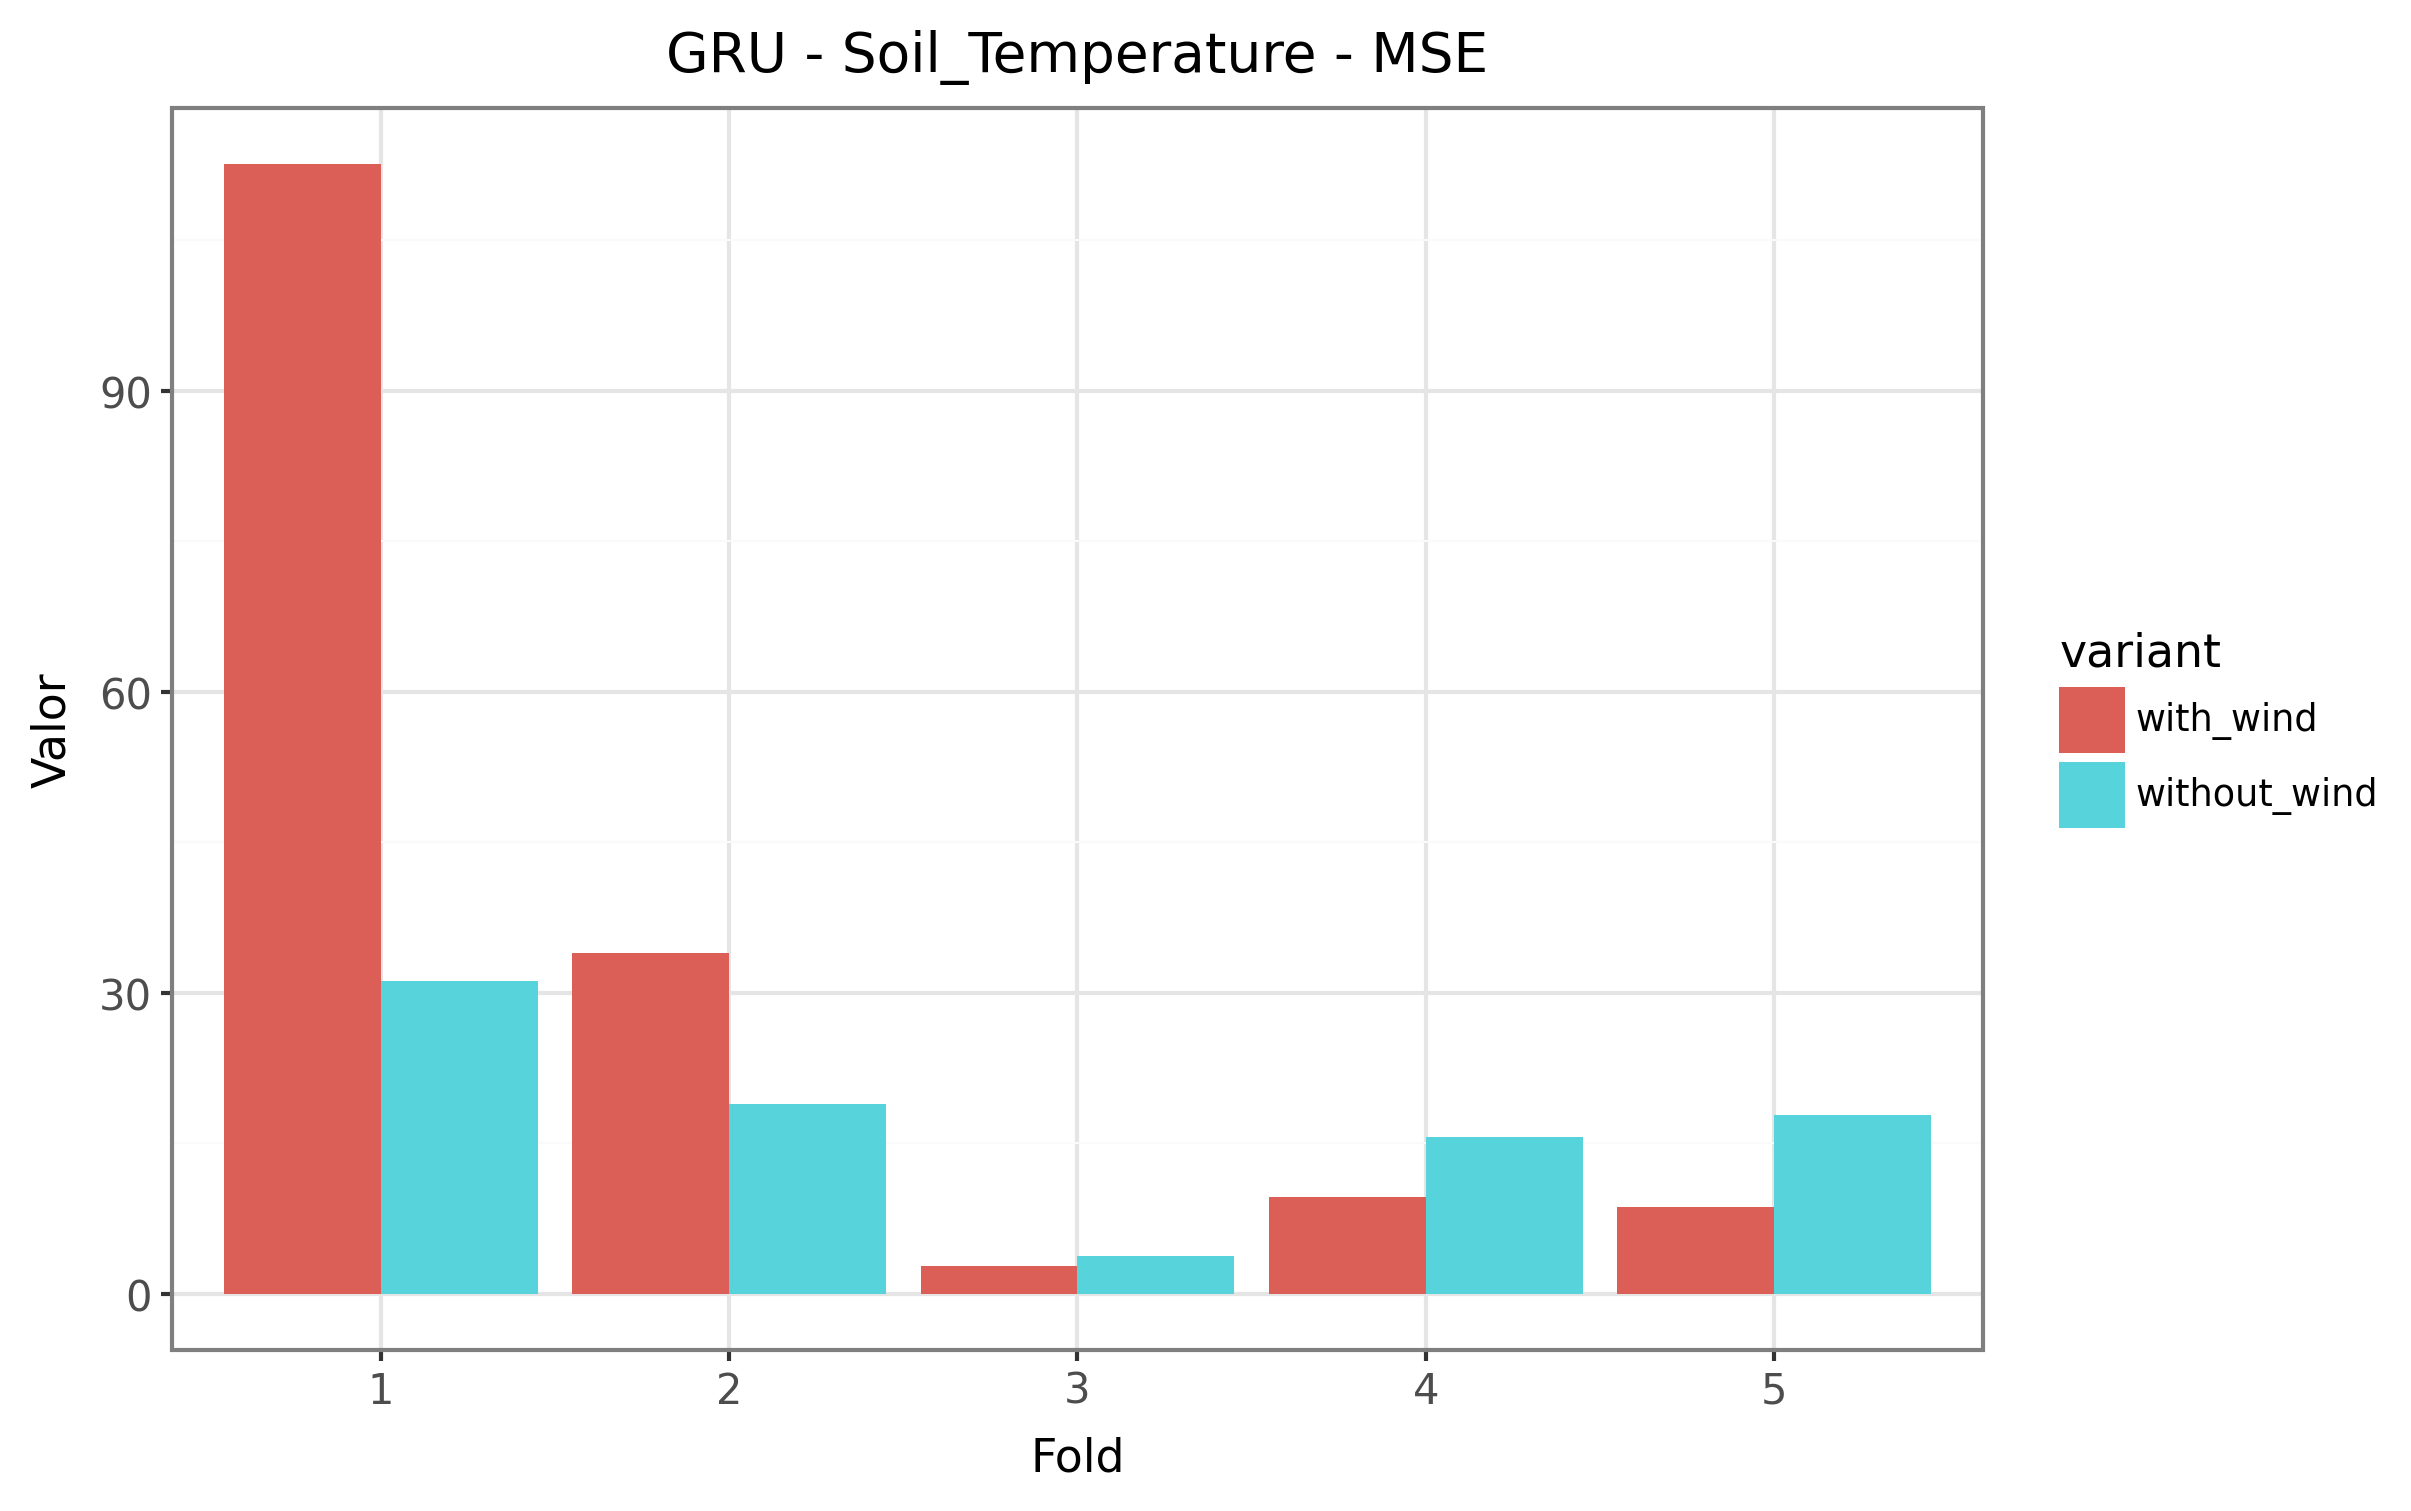 GRU - Soil_Temperature - MSE
Valor
90
60
30
0
1 2 3 4 5
Fold
variant
with_wind
without_wind